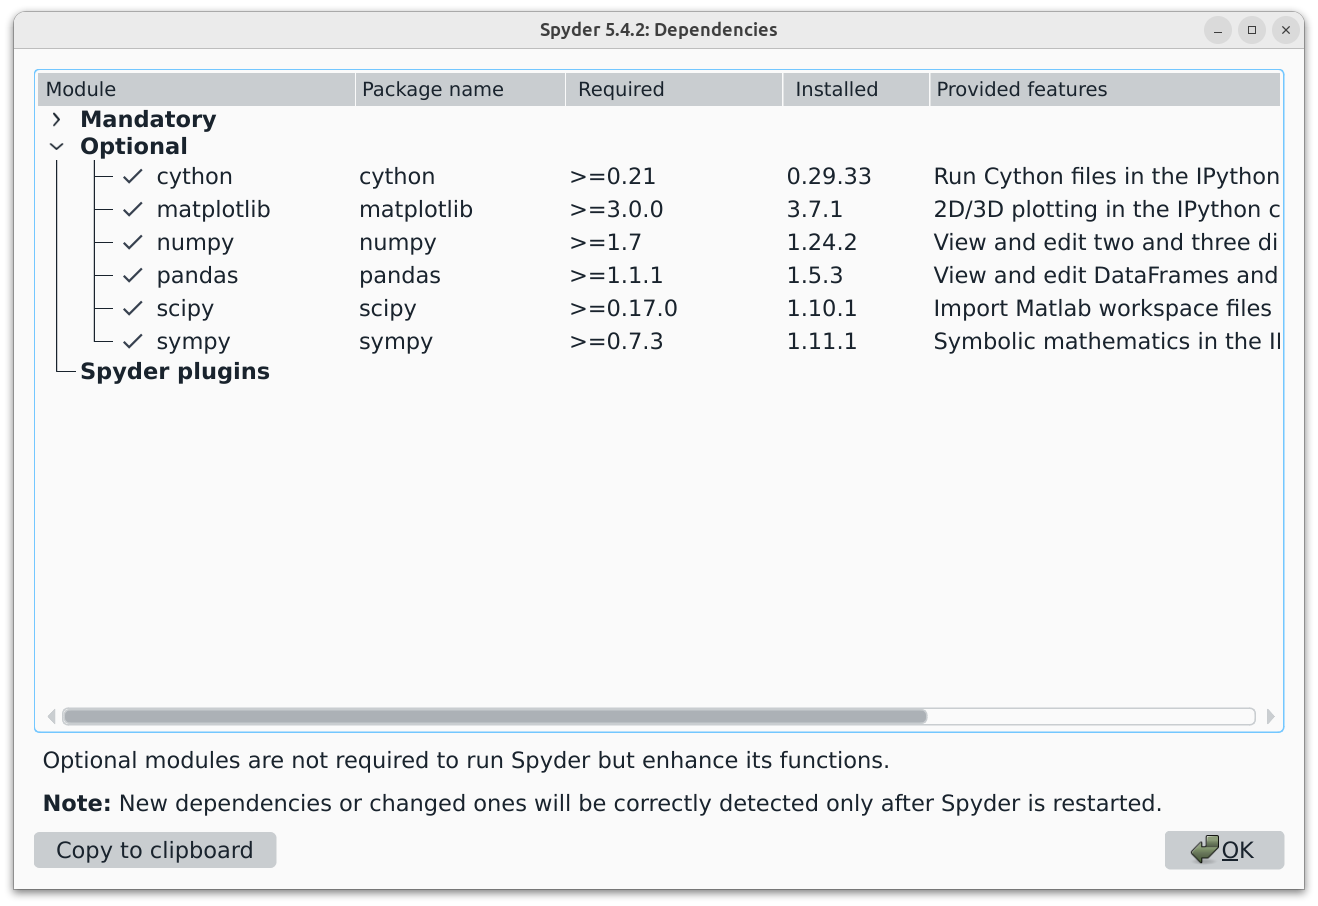 Spyder 5.4.2: Dependencies
Module Package name Required Installed Provided features
Mandatory
Optional
cython cython >=0.21 0.29.33 Run Cython files in the IPython
matplotlib matplotlib >=3.0.0 3.7.1 2D/3D plotting in the IPython c
numpy numpy >=1.7 1.24.2 View and edit two and three di
pandas pandas >=1.1.1 1.5.3 View and edit DataFrames and
scipy scipy >=0.17.0 1.10.1 Import Matlab workspace files
sympy sympy >=0.7.3 1.11.1 Symbolic mathematics in the II
Spyder plugins
Optional modules are not required to run Spyder but enhance its functions.
Note: New dependencies or changed ones will be correctly detected only after Spyder is restarted.
Copy to clipboard OK